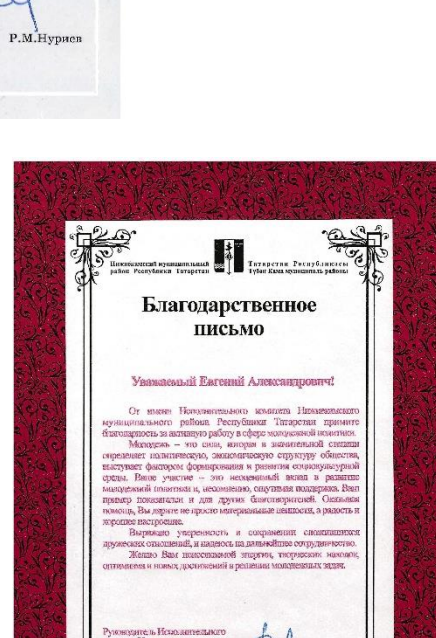 Р.М.Нуриев
Нижнекамский муниципальный
район Республики Татарстан
Татарстан Республикасы
Түбән Кама муниципаль районы
Благодарственное
письмо
Уважаемый Евгений Александрович!
От имени Исполнительного комитета Нижнекамского
муниципального района Республики Татарстан примите
благодарность за активную работу в сфере молодежной политики.
Молодежь – это сила, которая в значительной степени
определяет политическую, экономическую структуру общества,
выступает фактором формирования и развития социокультурной
среды. Ваше участие – это неоценимый вклад в развитие
молодежной политики и, несомненно, ощутимая поддержка. Ваш
пример показателен и для других благотворителей. Оказывая
помощь, Вы дарите не просто материальные ценности, а радость и
хорошее настроение.
Выражаю уверенность в сохранении сложившихся
дружеских отношений, и надеюсь на дальнейшее сотрудничество.
Желаю Вам неиссякаемой энергии, творческих находок,
оптимизма и новых достижений в решении молодежных задач.
Руководитель Исполнительного